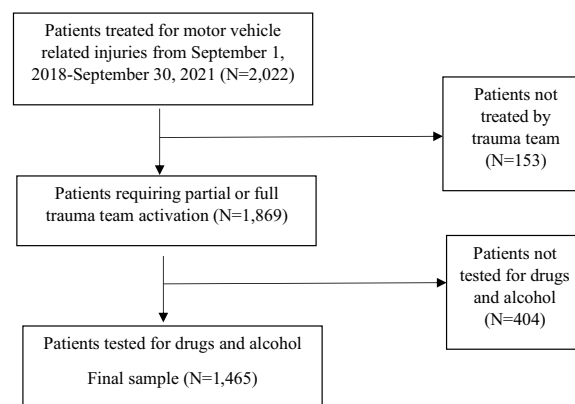 Patients treated for motor vehicle
related injuries from September 1,
2018-September 30, 2021 (N=2,022)
Patients not
treated by
trauma team
(N=153)
Patients requiring partial or full
trauma team activation (N=1,869)
Patients not
tested for drugs
and alcohol
(N=404)
Patients tested for drugs and alcohol
Final sample (N=1,465)